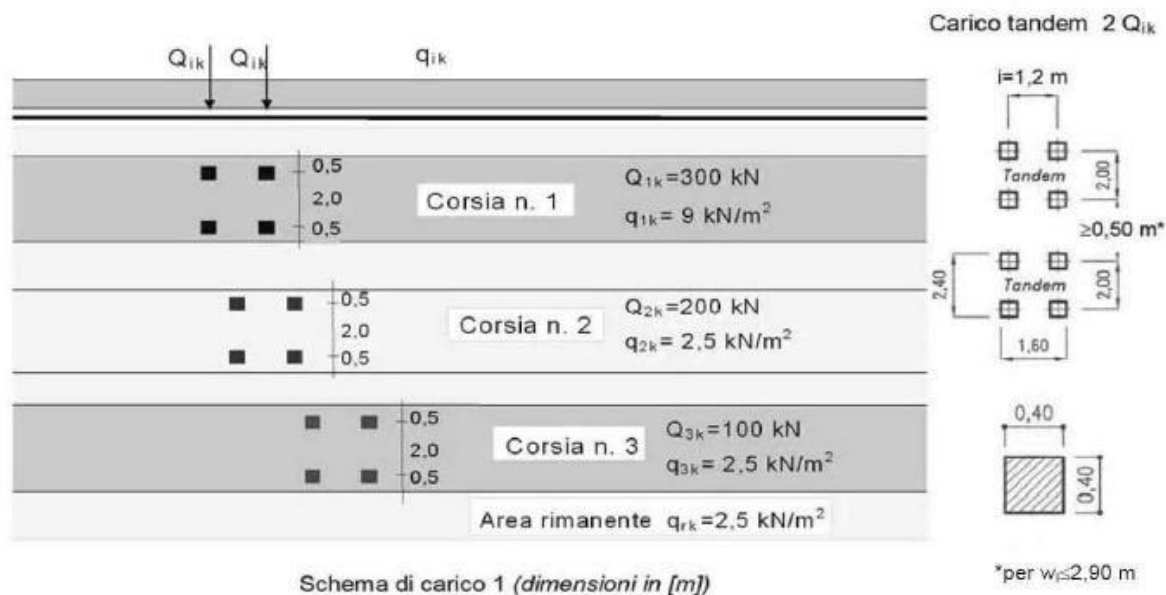 Carico tandem 2 Qik
Qik Qik qik
i=1,2 m
0,5
2,0
0,5
Corsia n. 1
Q1k=300 kN
q1k= 9 kN/m²
Tandem
2,00
≥0,50 m*
0,5
2,0
0,5
Corsia n. 2
Q2k=200 kN
q2k= 2,5 kN/m²
2,40
Tandem
2,00
1,60
0,5
2,0
0,5
Corsia n. 3
Q3k=100 kN
q3k= 2,5 kN/m²
0,40
0,40
Area rimanente qrk=2,5 kN/m²
Schema di carico 1 (dimensioni in [m])
*per wl≤2,90 m